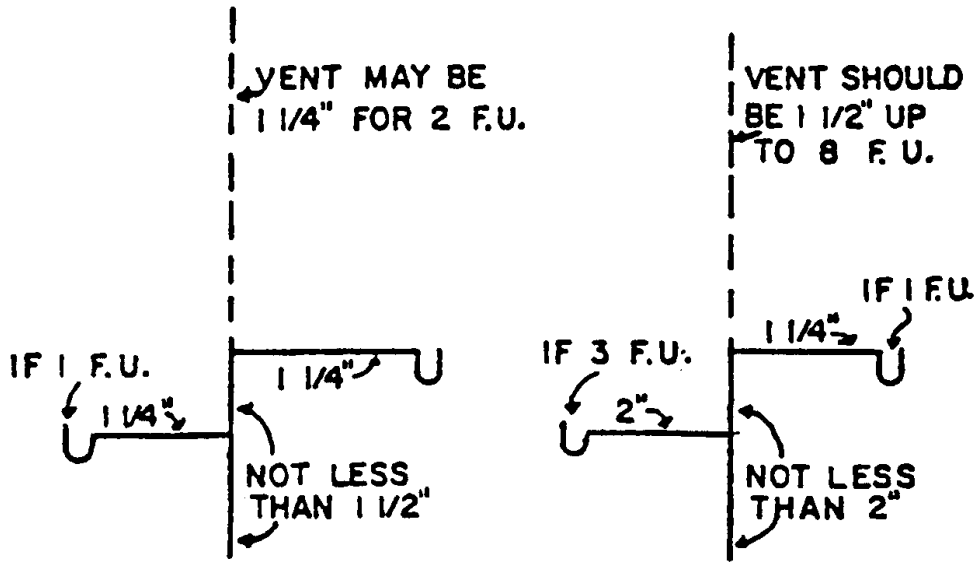 VENT MAY BE
1 1/4" FOR 2 F.U.
IF 1 F.U.
1 1/4"
1 1/4"
NOT LESS
THAN 1 1/2"
VENT SHOULD
BE 1 1/2" UP
TO 8 F.U.
IF 1 F.U.
1 1/4"
IF 3 F.U.
2"
NOT LESS
THAN 2"